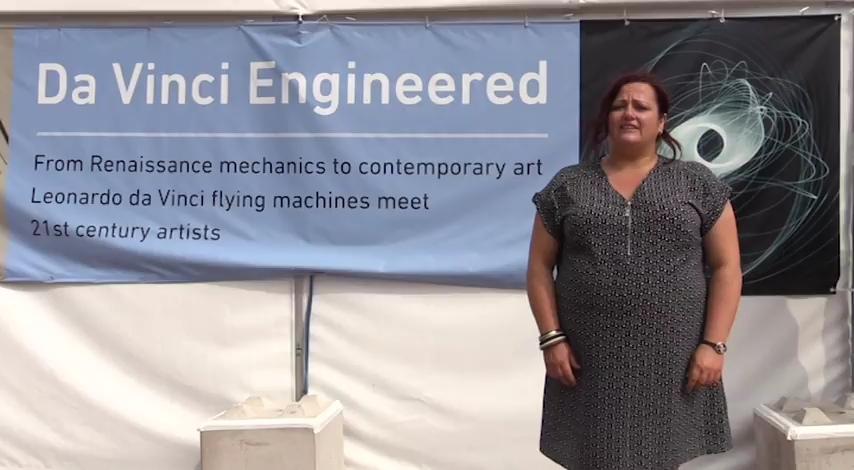 Da Vinci Engineered
From Renaissance mechanics to contemporary art
Leonardo da Vinci flying machines meet
21st century artists